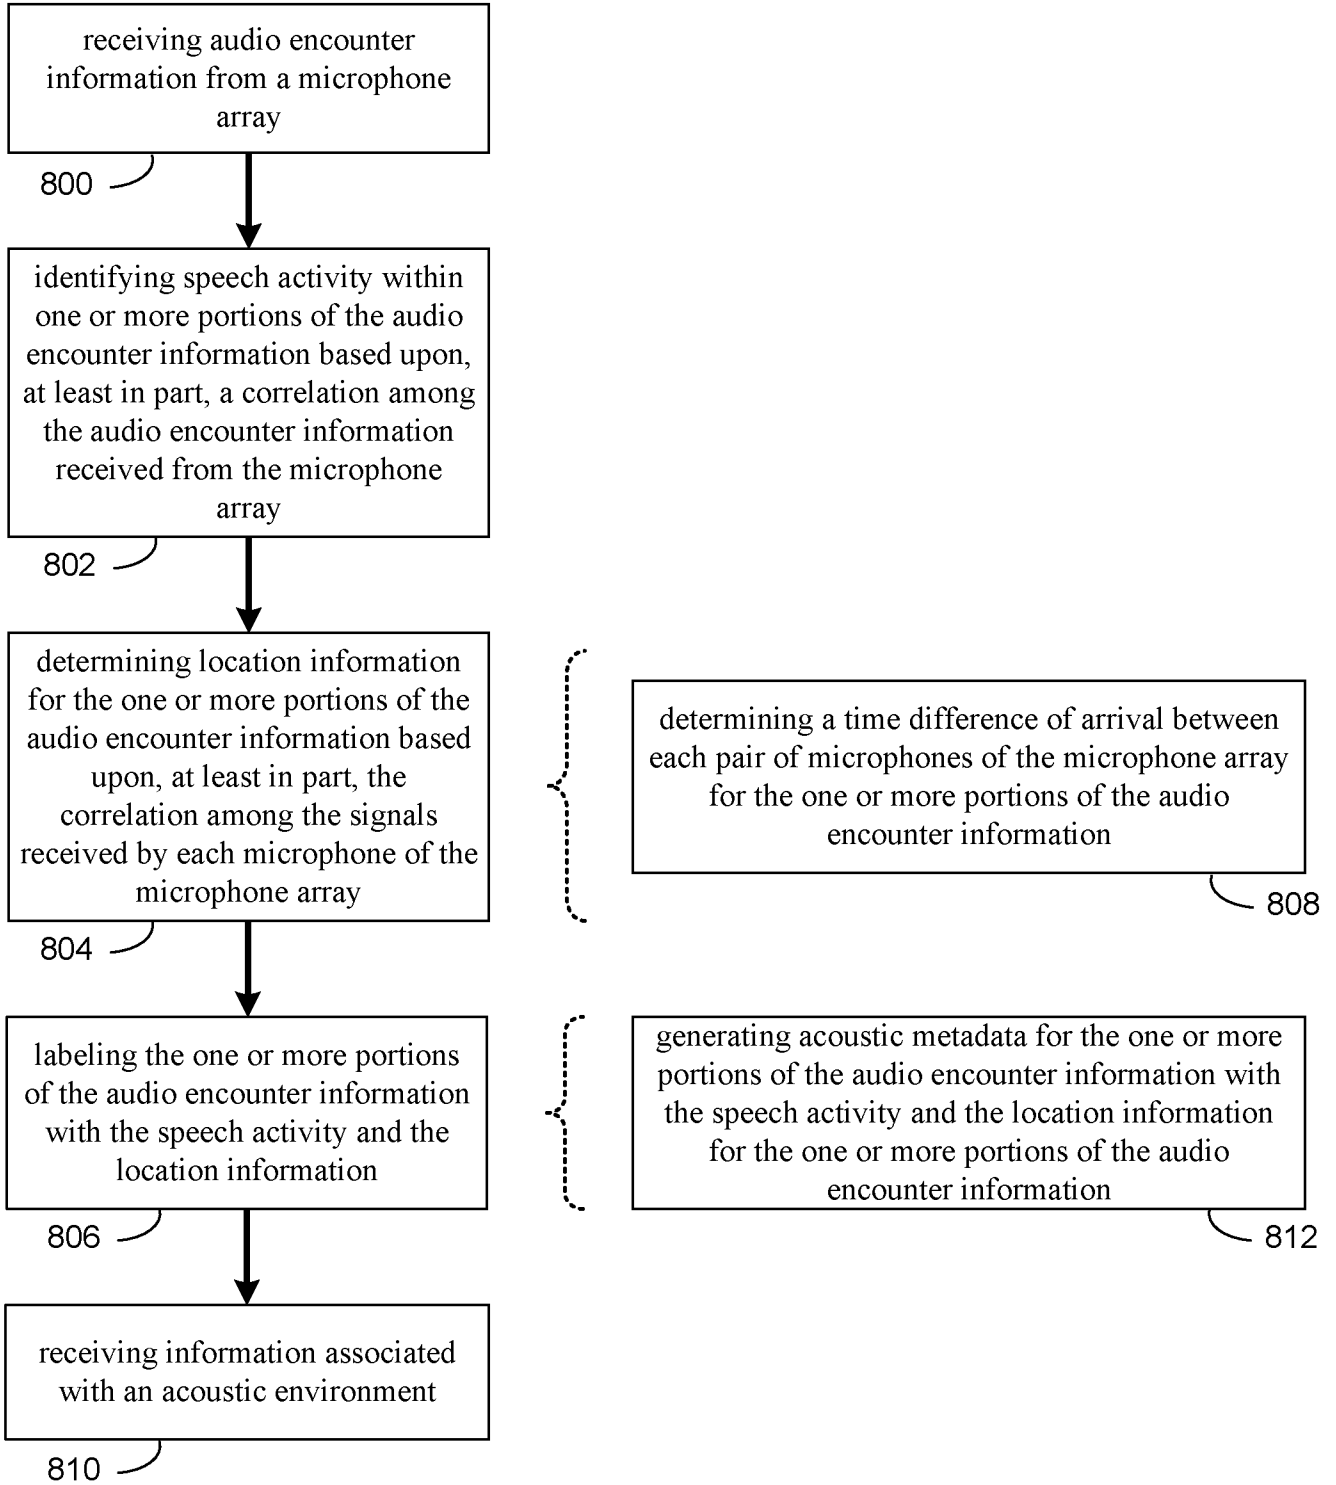 receiving audio encounter
information from a microphone
array
800
identifying speech activity within
one or more portions of the audio
encounter information based upon,
at least in part, a correlation among
the audio encounter information
received from the microphone
array
802
determining location information
for the one or more portions of the
audio encounter information based
upon, at least in part, the
correlation among the signals
received by each microphone of the
microphone array
804
determining a time difference of arrival between
each pair of microphones of the microphone array
for the one or more portions of the audio
encounter information
808
labeling the one or more portions
of the audio encounter information
with the speech activity and the
location information
806
generating acoustic metadata for the one or more
portions of the audio encounter information with
the speech activity and the location information
for the one or more portions of the audio
encounter information
812
receiving information associated
with an acoustic environment
810